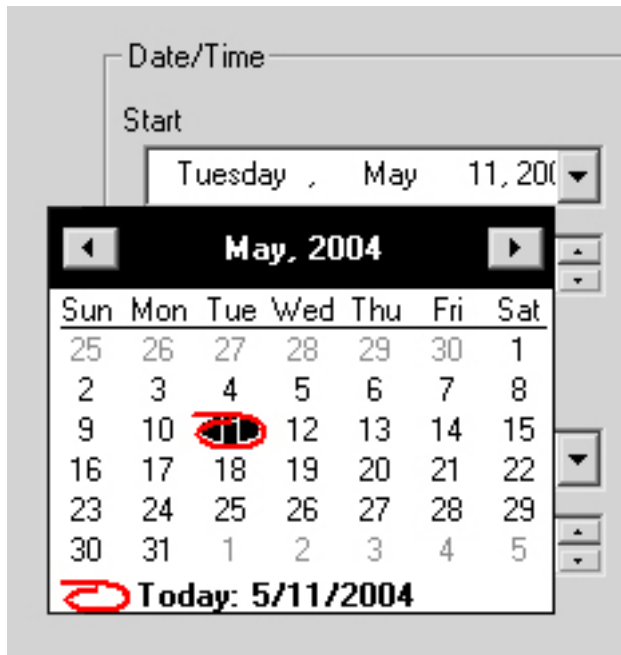 Date/Time
Start
Tuesday , May 11, 200
May, 2004
Sun Mon Tue Wed Thu Fri Sat
25 26 27 28 29 30 1
2 3 4 5 6 7 8
9 10 11 12 13 14 15
16 17 18 19 20 21 22
23 24 25 26 27 28 29
30 31 1 2 3 4 5
Today: 5/11/2004